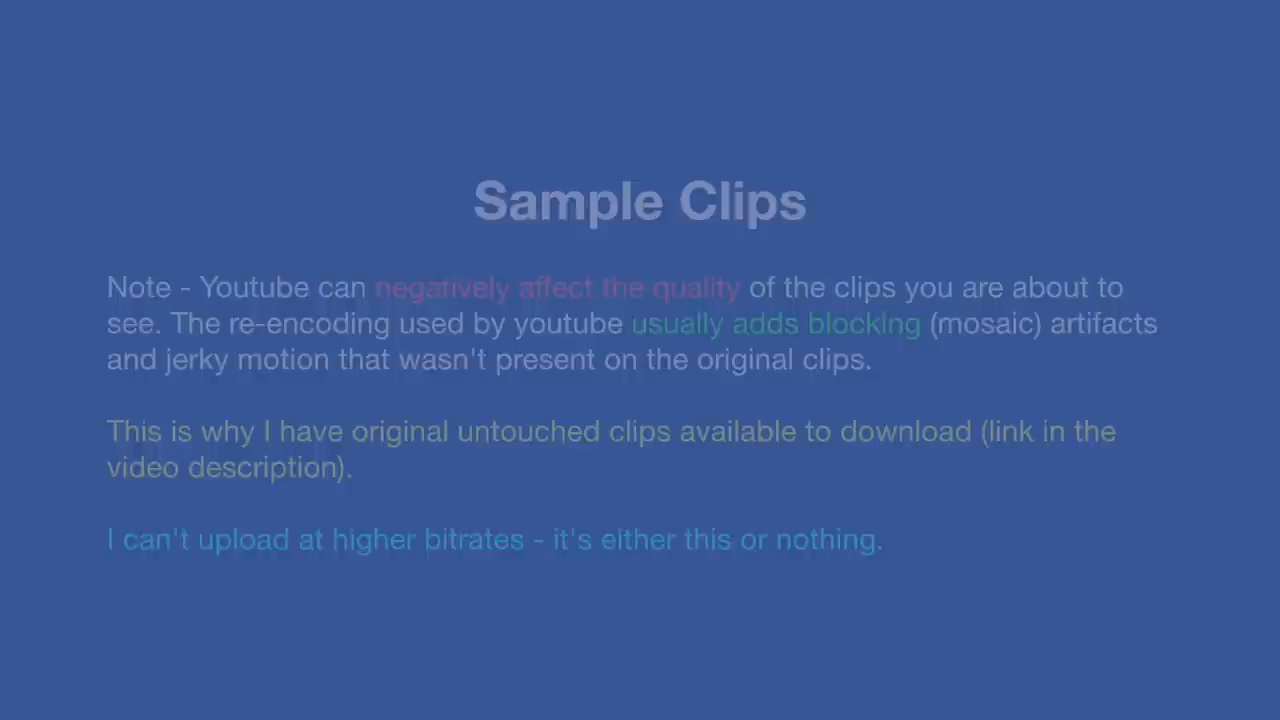 Sample Clips
Note - Youtube can negatively affect the quality of the clips you are about to
see. The re-encoding used by youtube usually adds blocking (mosaic) artifacts
and jerky motion that wasn't present on the original clips.
This is why I have original untouched clips available to download (link in the
video description).
I can't upload at higher bitrates - it's either this or nothing.